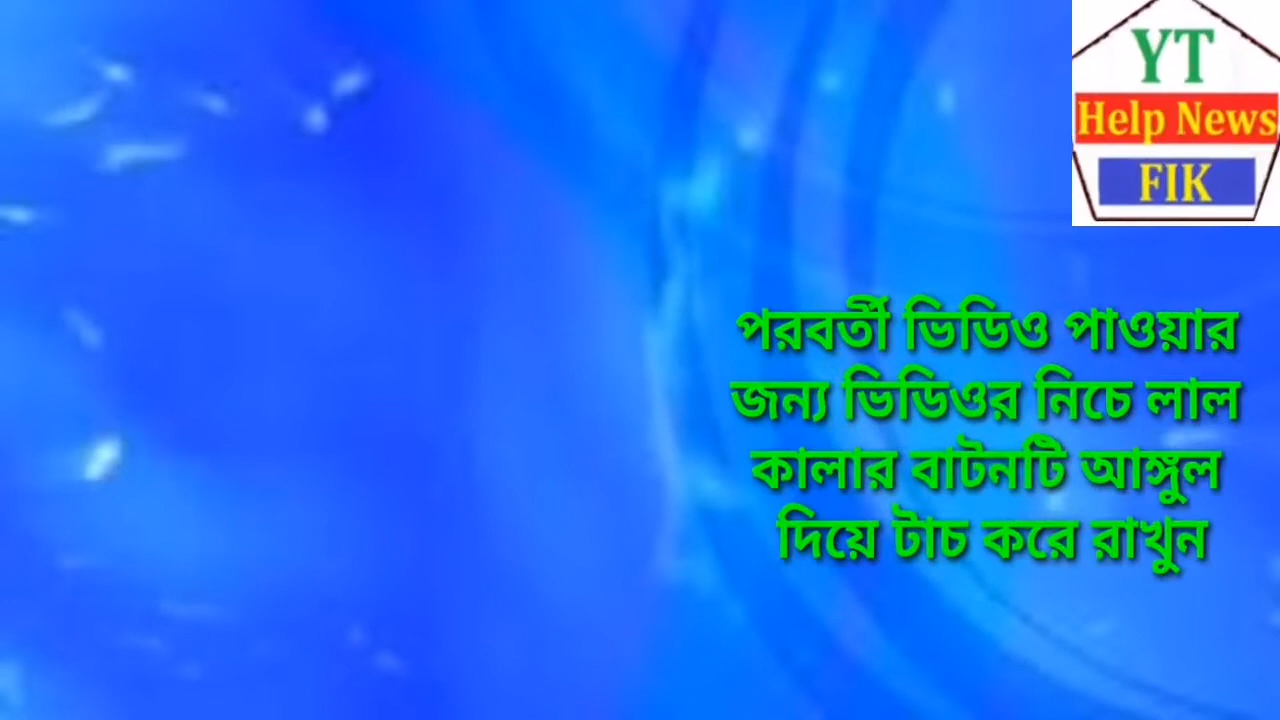 YT
Help News
FIK
পরবর্তী ভিডিও পাওয়ার
জন্য ভিডিওর নিচে লাল
কালার বাটনটি আঙ্গুল
দিয়ে টাচ করে রাখুন